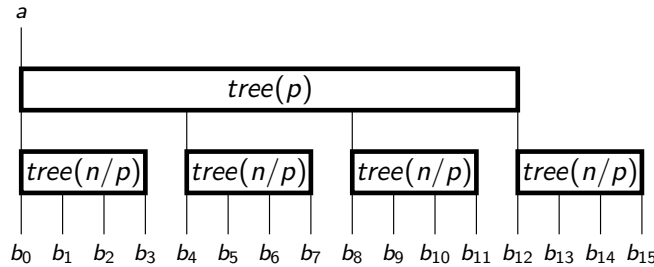 a
tree(p)
tree(n/p) tree(n/p) tree(n/p) tree(n/p)
b₀ b₁ b₂ b₃ b₄ b₅ b₆ b₇ b₈ b₉ b₁₀ b₁₁ b₁₂ b₁₃ b₁₄ b₁₅